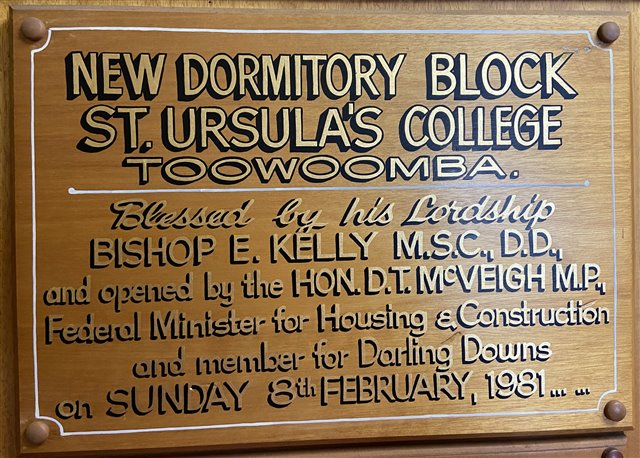 NEW DORMITORY BLOCK
ST. URSULA'S COLLEGE
TOOWOOMBA.
Blessed by his Lordship
BISHOP E. KELLY M.S.C., D.D.,
and opened by the HON. D.T. McVEIGH M.P.,
Federal Minister for Housing & Construction
and member for Darling Downs
on SUNDAY 8th FEBRUARY, 1981... ...